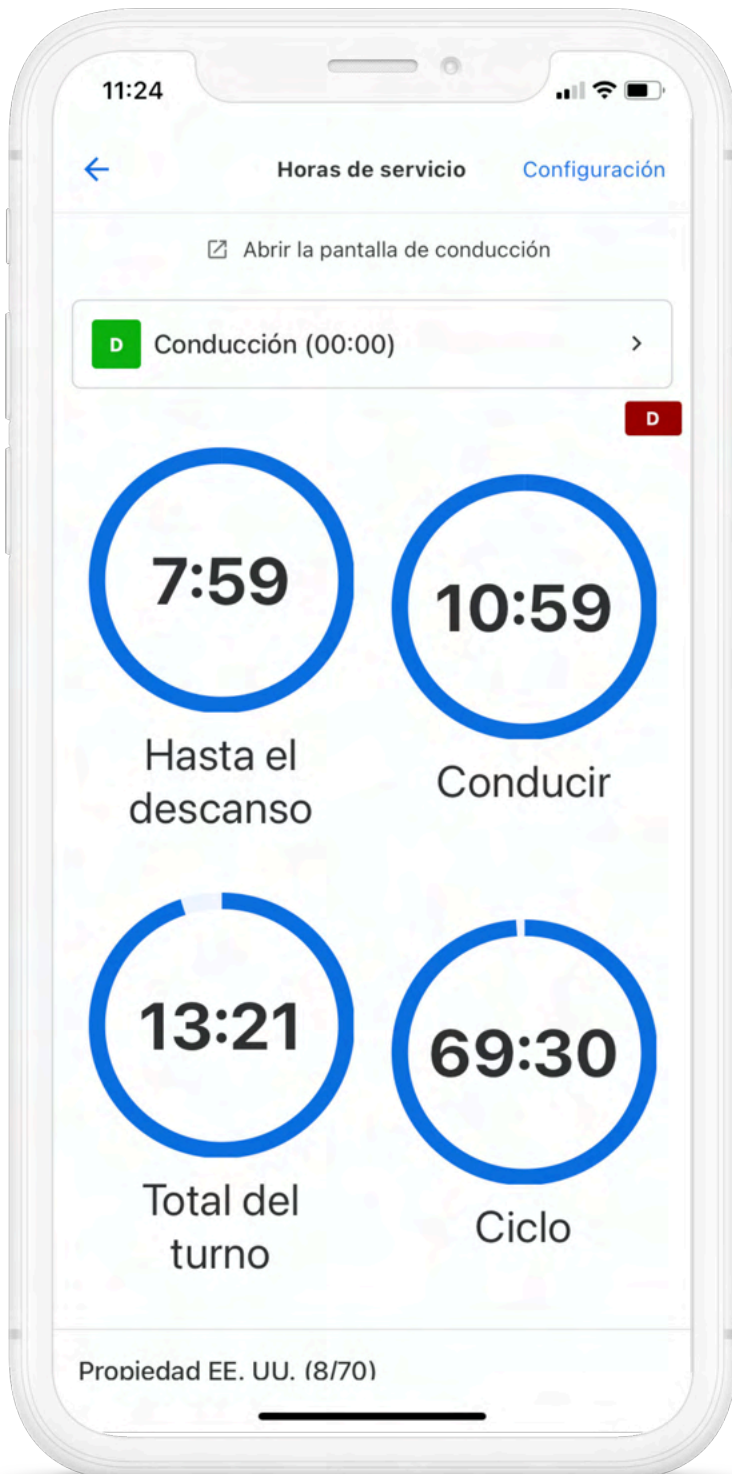 11:24
Horas de servicio
Configuración
Abrir la pantalla de conducción
D Conducción (00:00)
D
7:59
Hasta el
descanso
10:59
Conducir
13:21
Total del
turno
69:30
Ciclo
Propiedad EE. UU. (8/70)